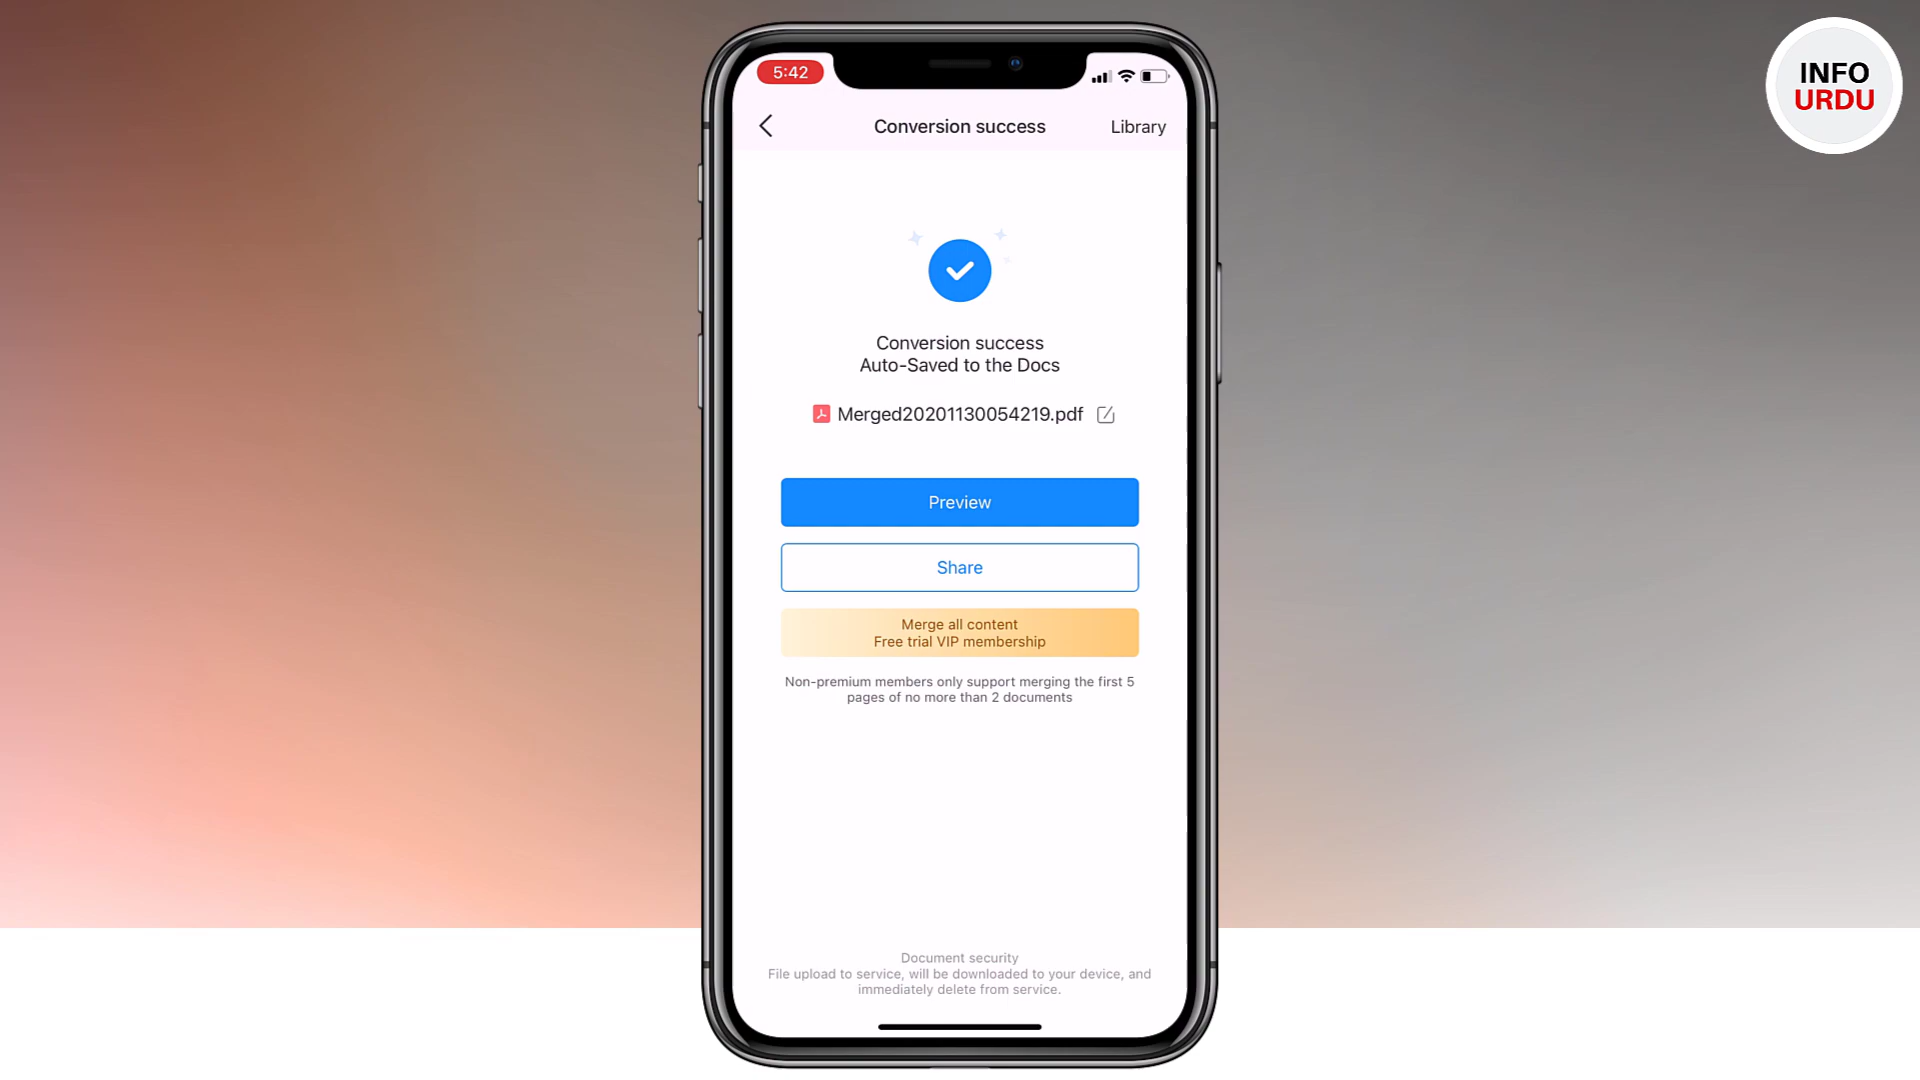 5:42
Conversion success
Library
Conversion success
Auto-Saved to the Docs
Merged20201130054219.pdf
Preview
Share
Merge all content
Free trial VIP membership
Non-premium members only support merging the first 5
pages of no more than 2 documents
Document security
File upload to service, will be downloaded to your device, and
immediately delete from service.
INFO
URDU